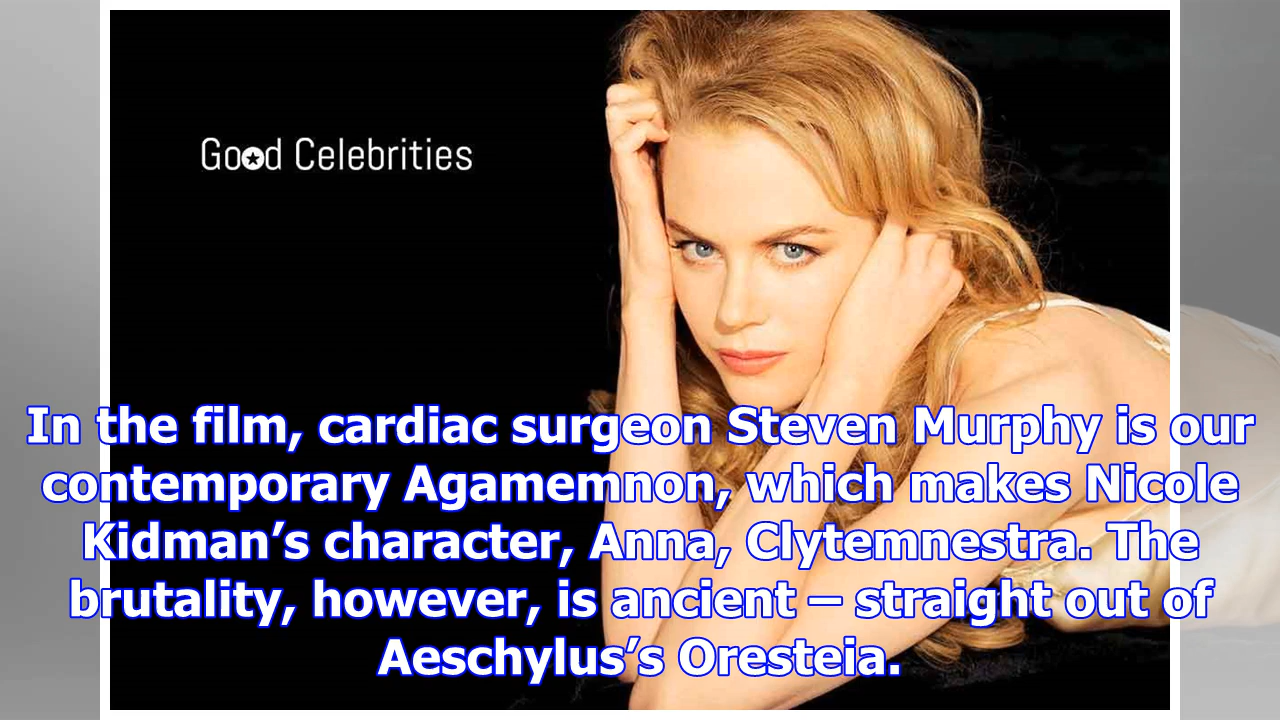 Good Celebrities
In the film, cardiac surgeon Steven Murphy is our
contemporary Agamemnon, which makes Nicole
Kidman’s character, Anna, Clytemnestra. The
brutality, however, is ancient – straight out of
Aeschylus’s Oresteia.